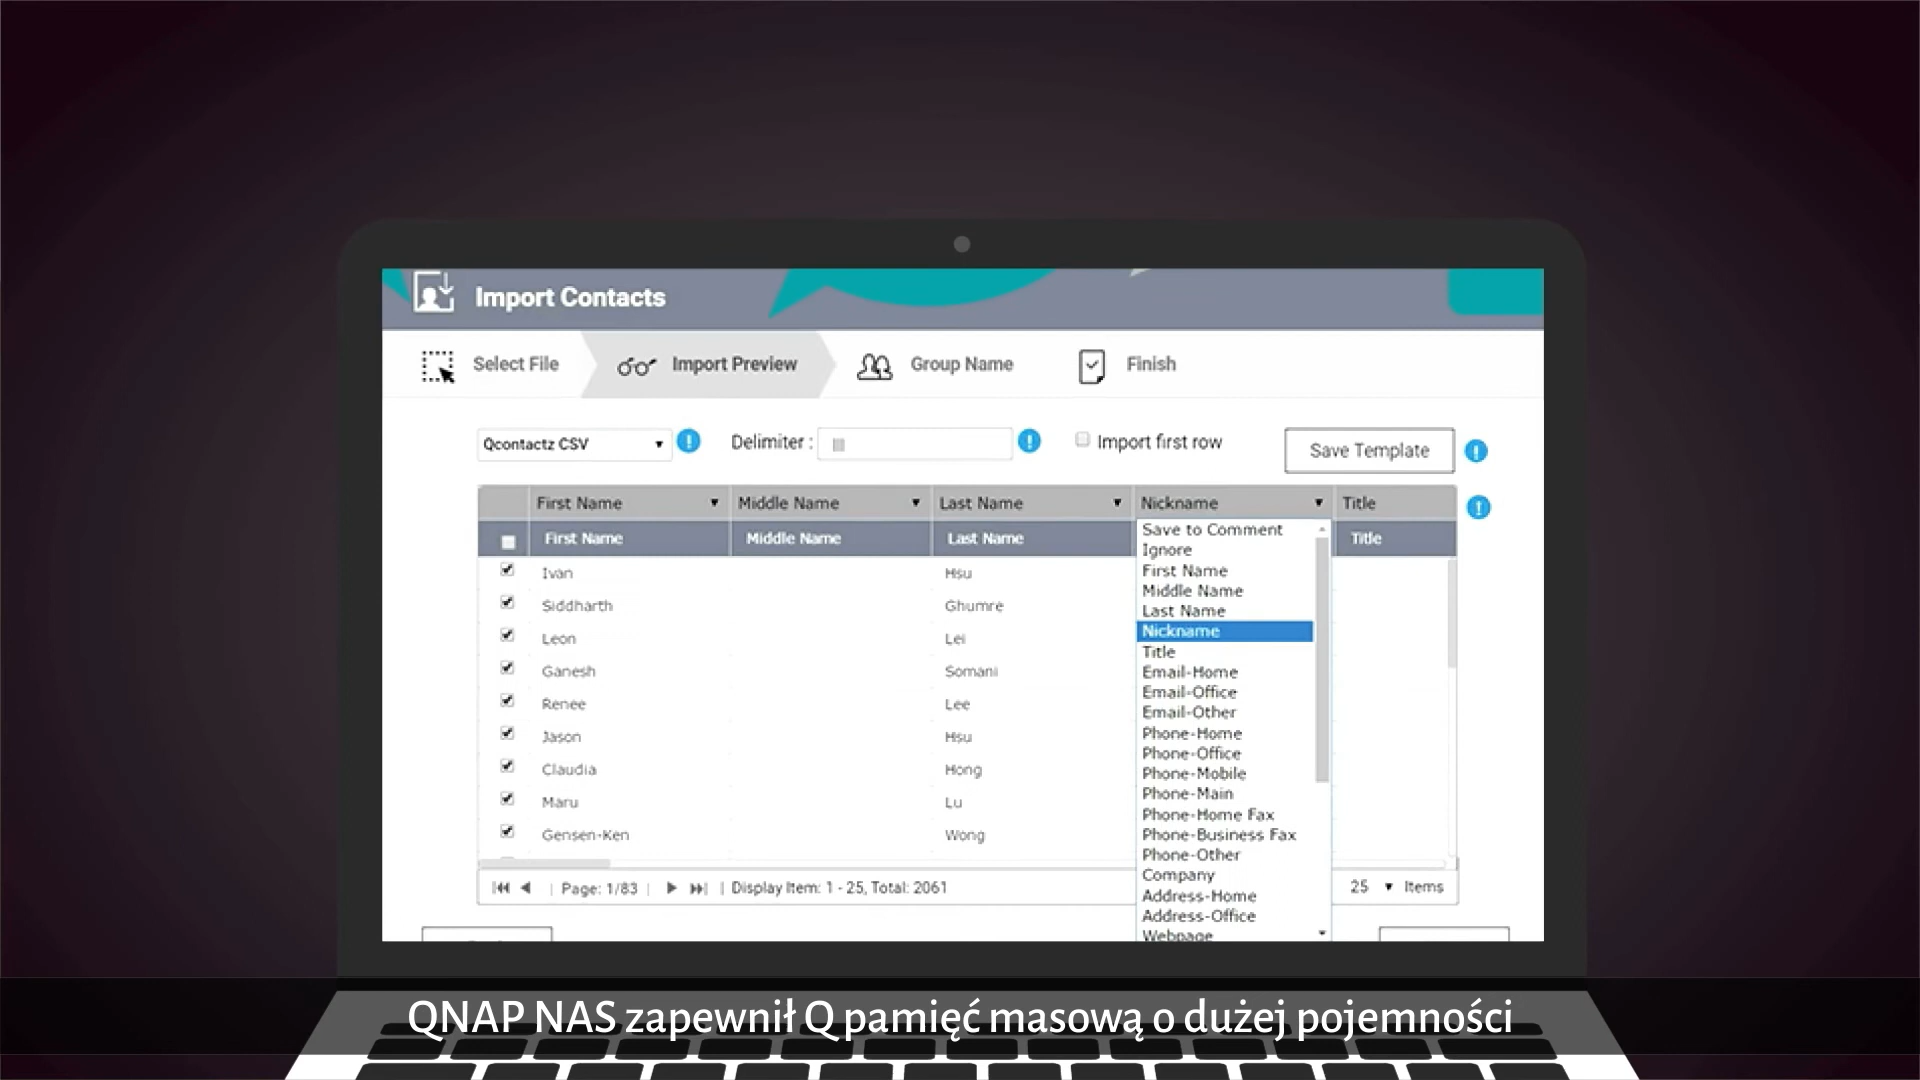 Import Contacts
Select File Import Preview Group Name Finish
Qcontactz CSV Delimiter : Import first row Save Template
First Name Middle Name Last Name Nickname Title
First Name Middle Name Last Name Title
Ivan Hsu
Siddharth Ghumre
Leon Lei
Ganesh Somani
Renee Lee
Jason Hsu
Claudia Hong
Maru Lu
Gensen-Ken Wong
Save to Comment
Ignore
First Name
Middle Name
Last Name
Nickname
Title
Email-Home
Email-Office
Email-Other
Phone-Home
Phone-Office
Phone-Mobile
Phone-Main
Phone-Home Fax
Phone-Business Fax
Phone-Other
Company
Address-Home
Address-Office
Webpage
Page: 1/83 Display Item: 1 - 25, Total: 2061 25 Items
QNAP NAS zapewnił Q pamięć masową o dużej pojemności